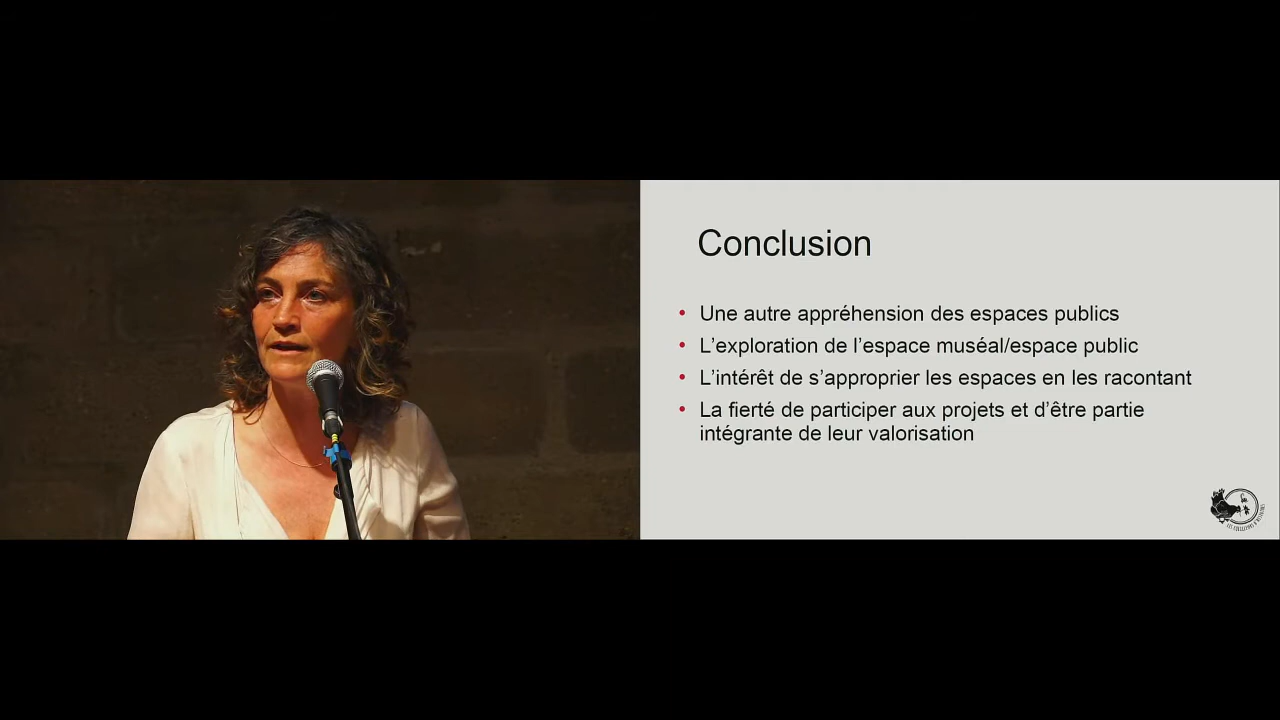 Conclusion
• Une autre appréhension des espaces publics
• L’exploration de l’espace muséal/espace public
• L’intérêt de s’approprier les espaces en les racontant
• La fierté de participer aux projets et d’être partie
intégrante de leur valorisation